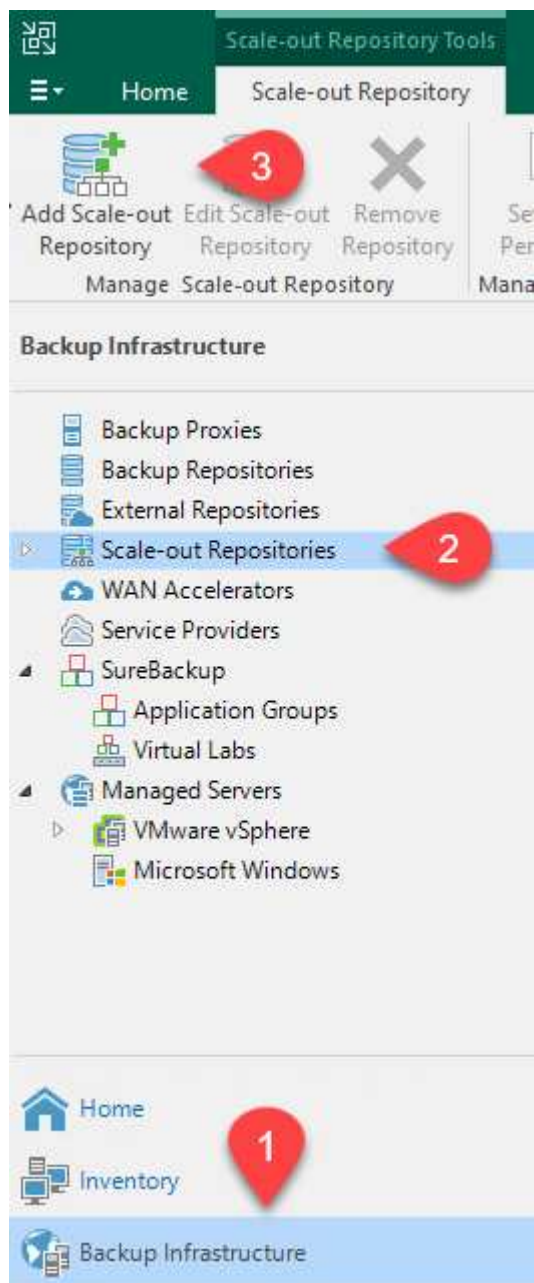 Scale-out Repository Tools
Home Scale-out Repository
3
Add Scale-out Edit Scale-out Remove
Repository Repository Repository
Manage Scale-out Repository
Backup Infrastructure
Backup Proxies
Backup Repositories
External Repositories
Scale-out Repositories
2
WAN Accelerators
Service Providers
SureBackup
Application Groups
Virtual Labs
Managed Servers
VMware vSphere
Microsoft Windows
Home
1
Inventory
Backup Infrastructure